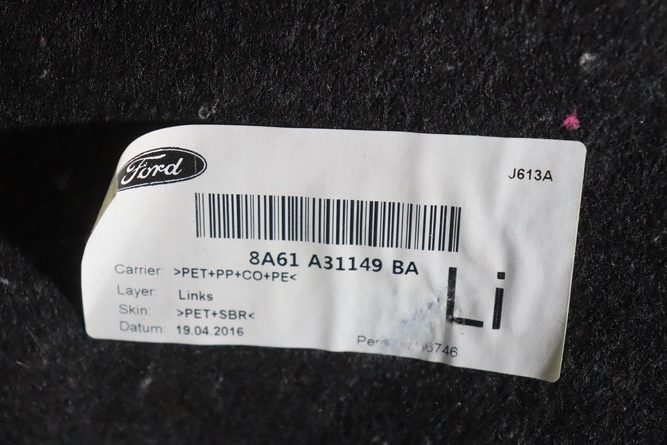 Ford
J613A
8A61 A31149 BA
Carrier: >PET+PP+CO+PE<
Layer: Links
Skin: >PET+SBR<
Datum: 19.04.2016
Li